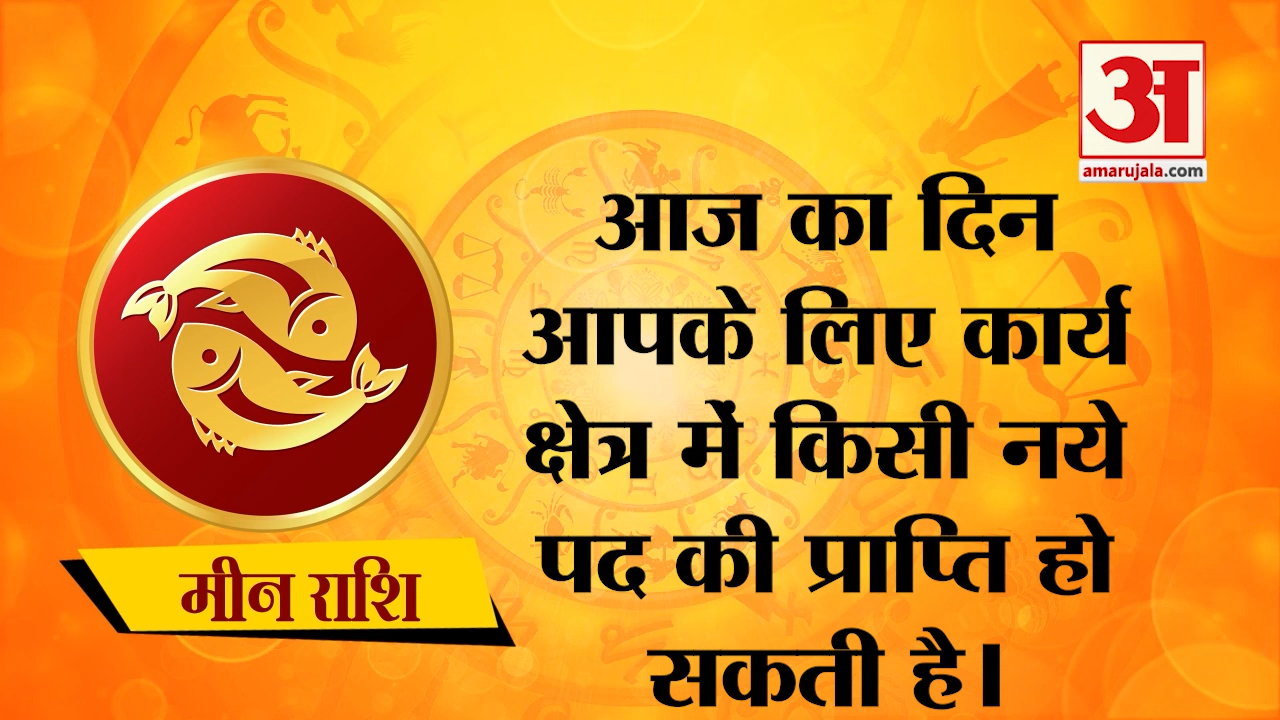 अ
amarujala.com
आज का दिन
आपके लिए कार्य
क्षेत्र में किसी नये
पद की प्राप्ति हो
सकती है।
मीन राशि